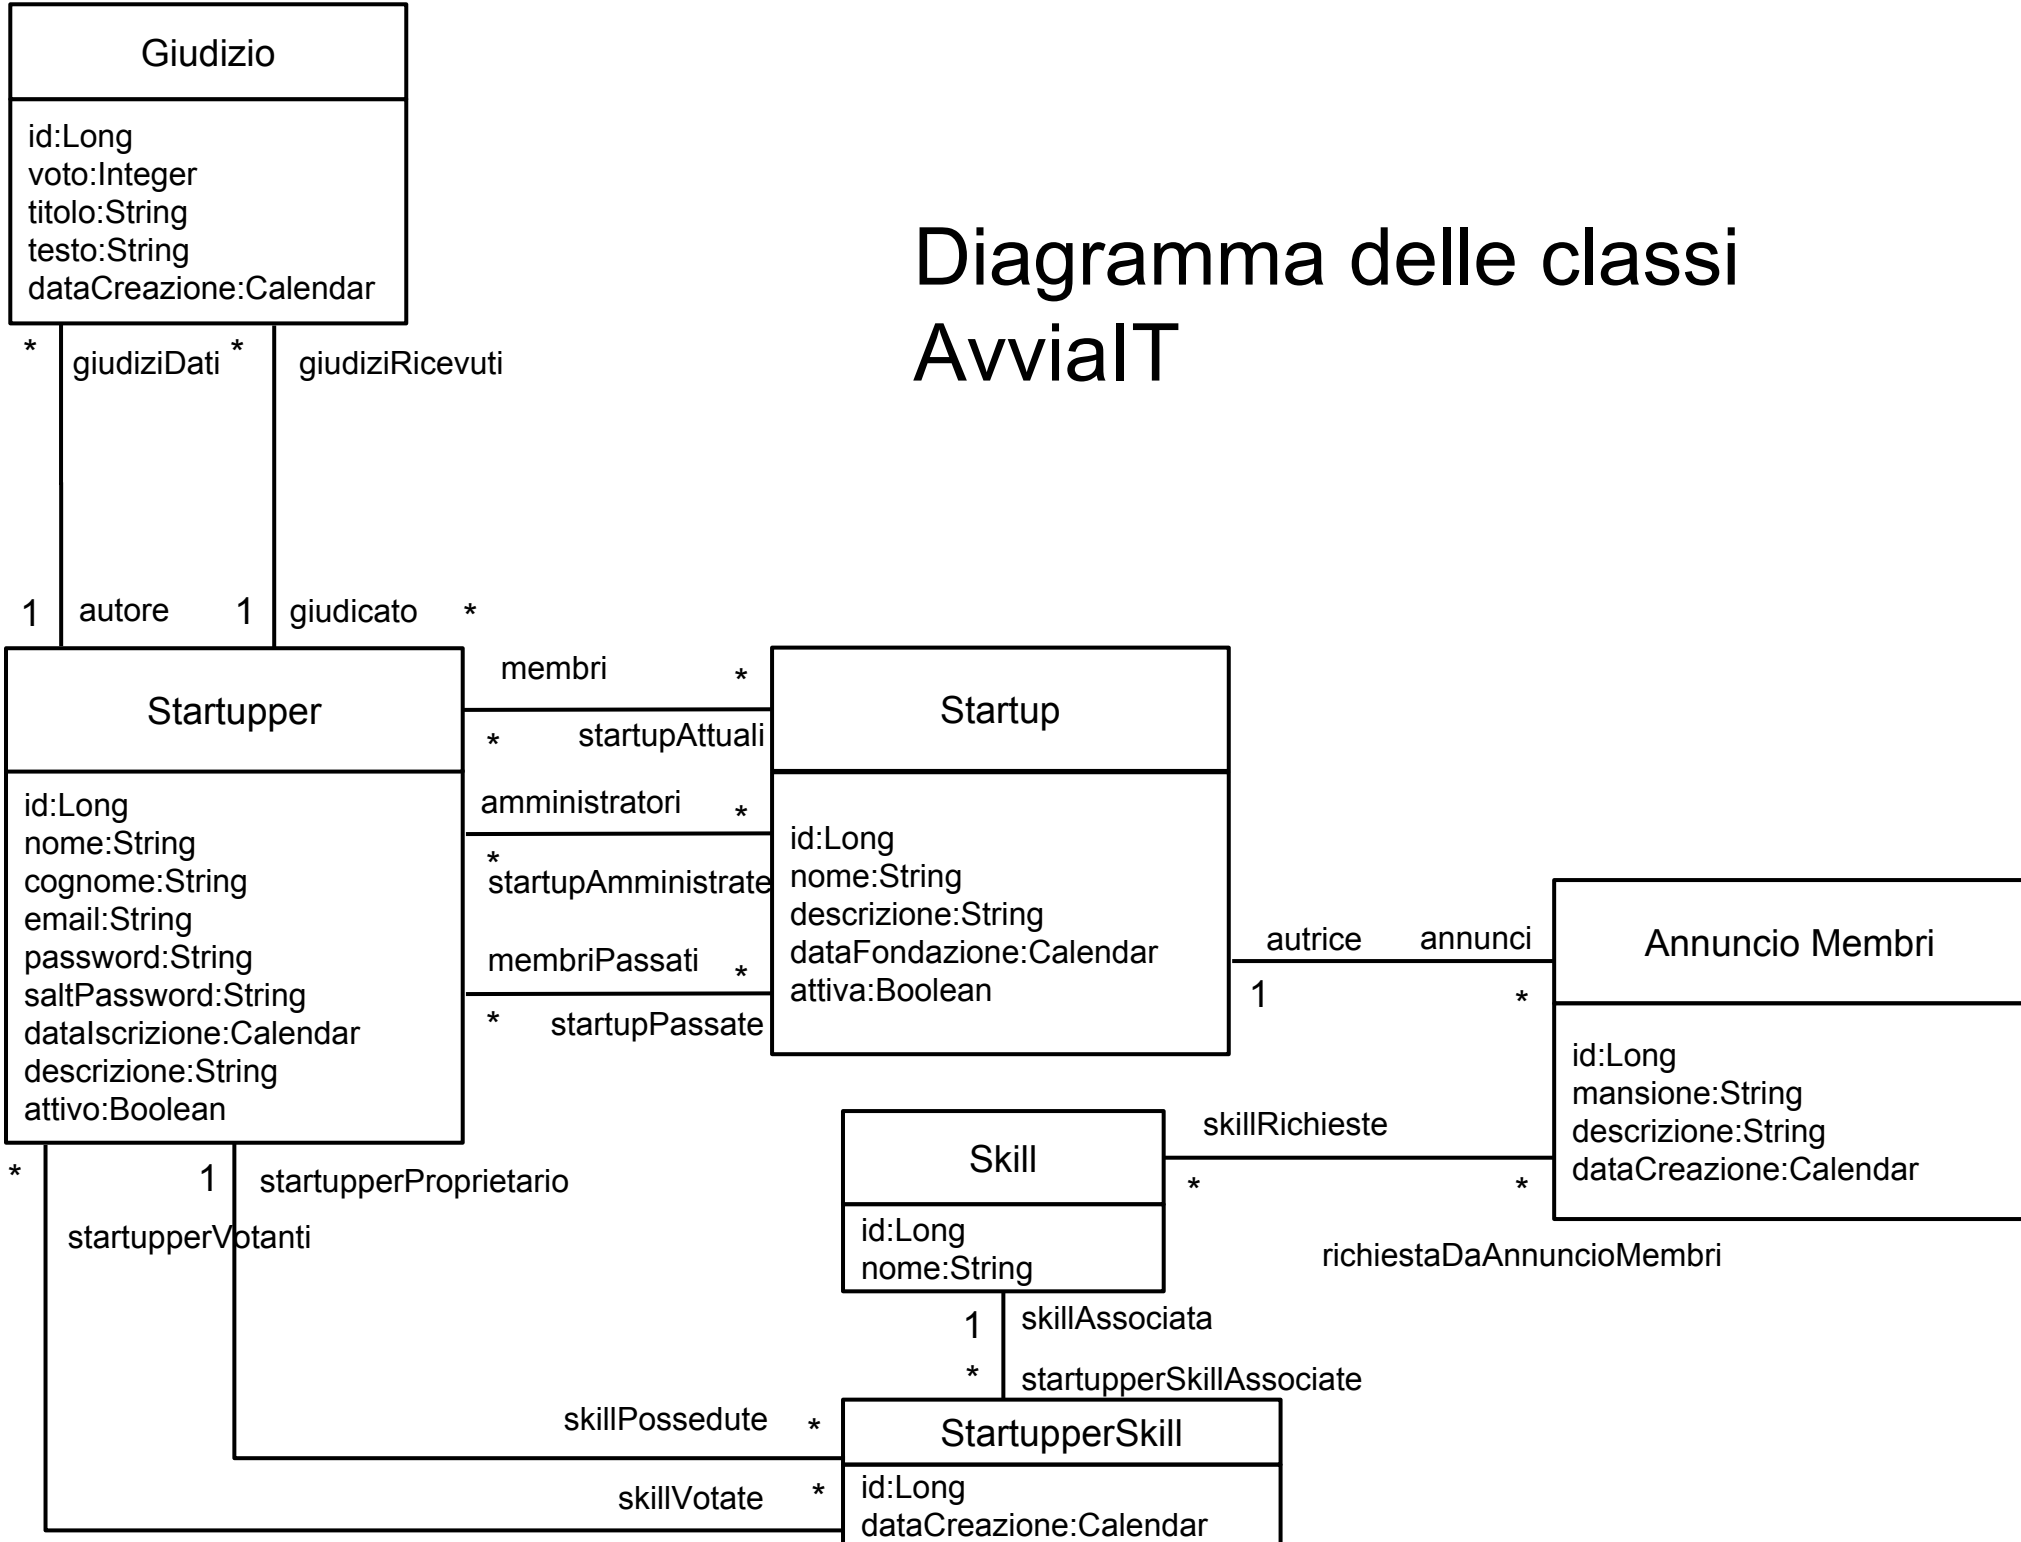 Giudizio
id:Long
voto:Integer
titolo:String
testo:String
dataCreazione:Calendar
Diagramma delle classi
AvviaIT
* giudiziDati * giudiziRicevuti
1 autore 1 giudicato *
Startupper
id:Long
nome:String
cognome:String
email:String
password:String
saltPassword:String
dataIscrizione:Calendar
descrizione:String
attivo:Boolean
membri *
* startupAttuali
amministratori *
*
startupAmministrate
membriPassati *
* startupPassate
Startup
id:Long
nome:String
descrizione:String
dataFondazione:Calendar
attiva:Boolean
autrice annunci
1 *
Annuncio Membri
id:Long
mansione:String
descrizione:String
dataCreazione:Calendar
skillRichieste
* *
richiestaDaAnnuncioMembri
Skill
id:Long
nome:String
* 1 startupperProprietario
startupperVotanti
1 skillAssociata
* startupperSkillAssociate
skillPossedute *
skillVotate *
StartupperSkill
id:Long
dataCreazione:Calendar